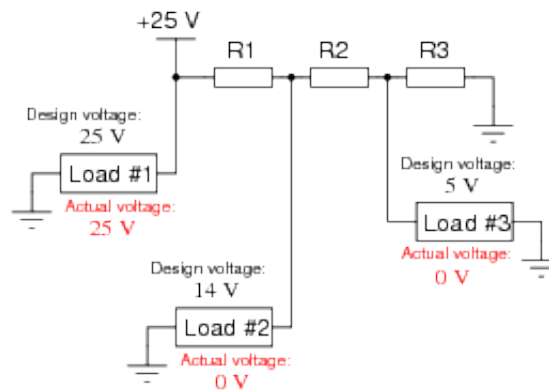 +25 V
R1 R2 R3
Design voltage:
25 V
Load #1
Actual voltage:
25 V
Design voltage:
5 V
Load #3
Actual voltage:
0 V
Design voltage:
14 V
Load #2
Actual voltage:
0 V